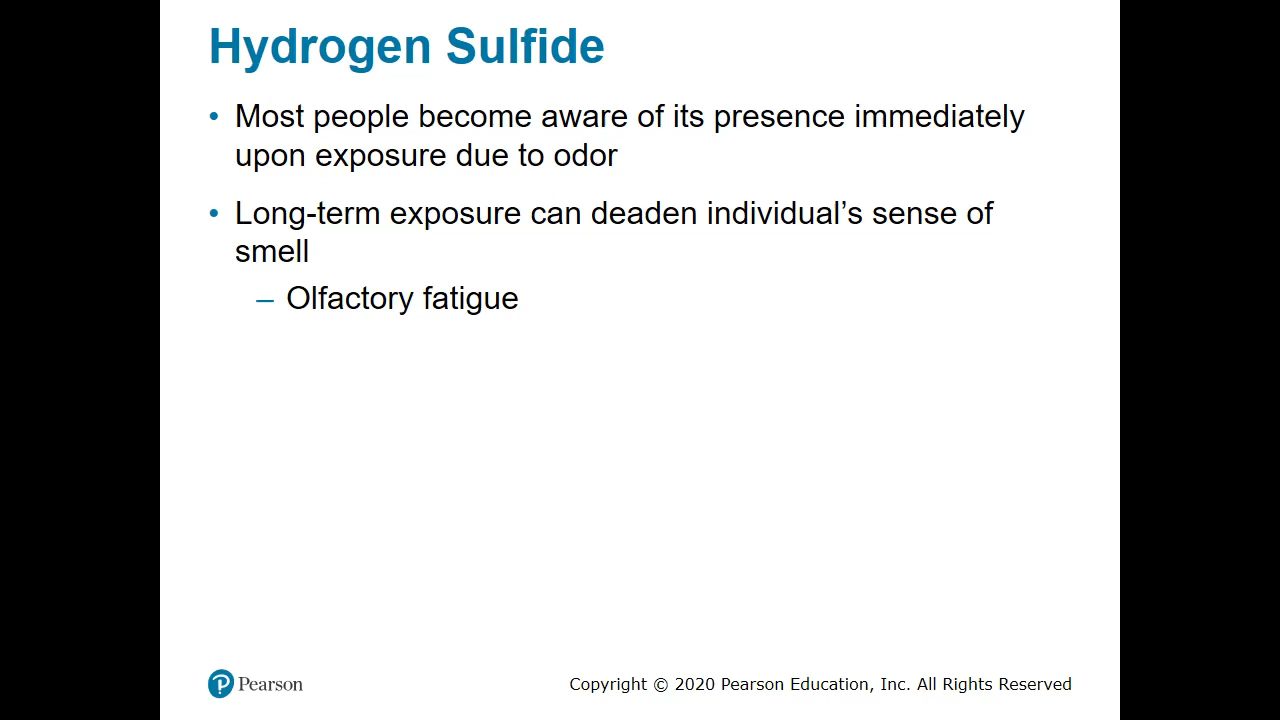 Hydrogen Sulfide
• Most people become aware of its presence immediately
upon exposure due to odor
• Long-term exposure can deaden individual’s sense of
smell
– Olfactory fatigue
Pearson
Copyright © 2020 Pearson Education, Inc. All Rights Reserved